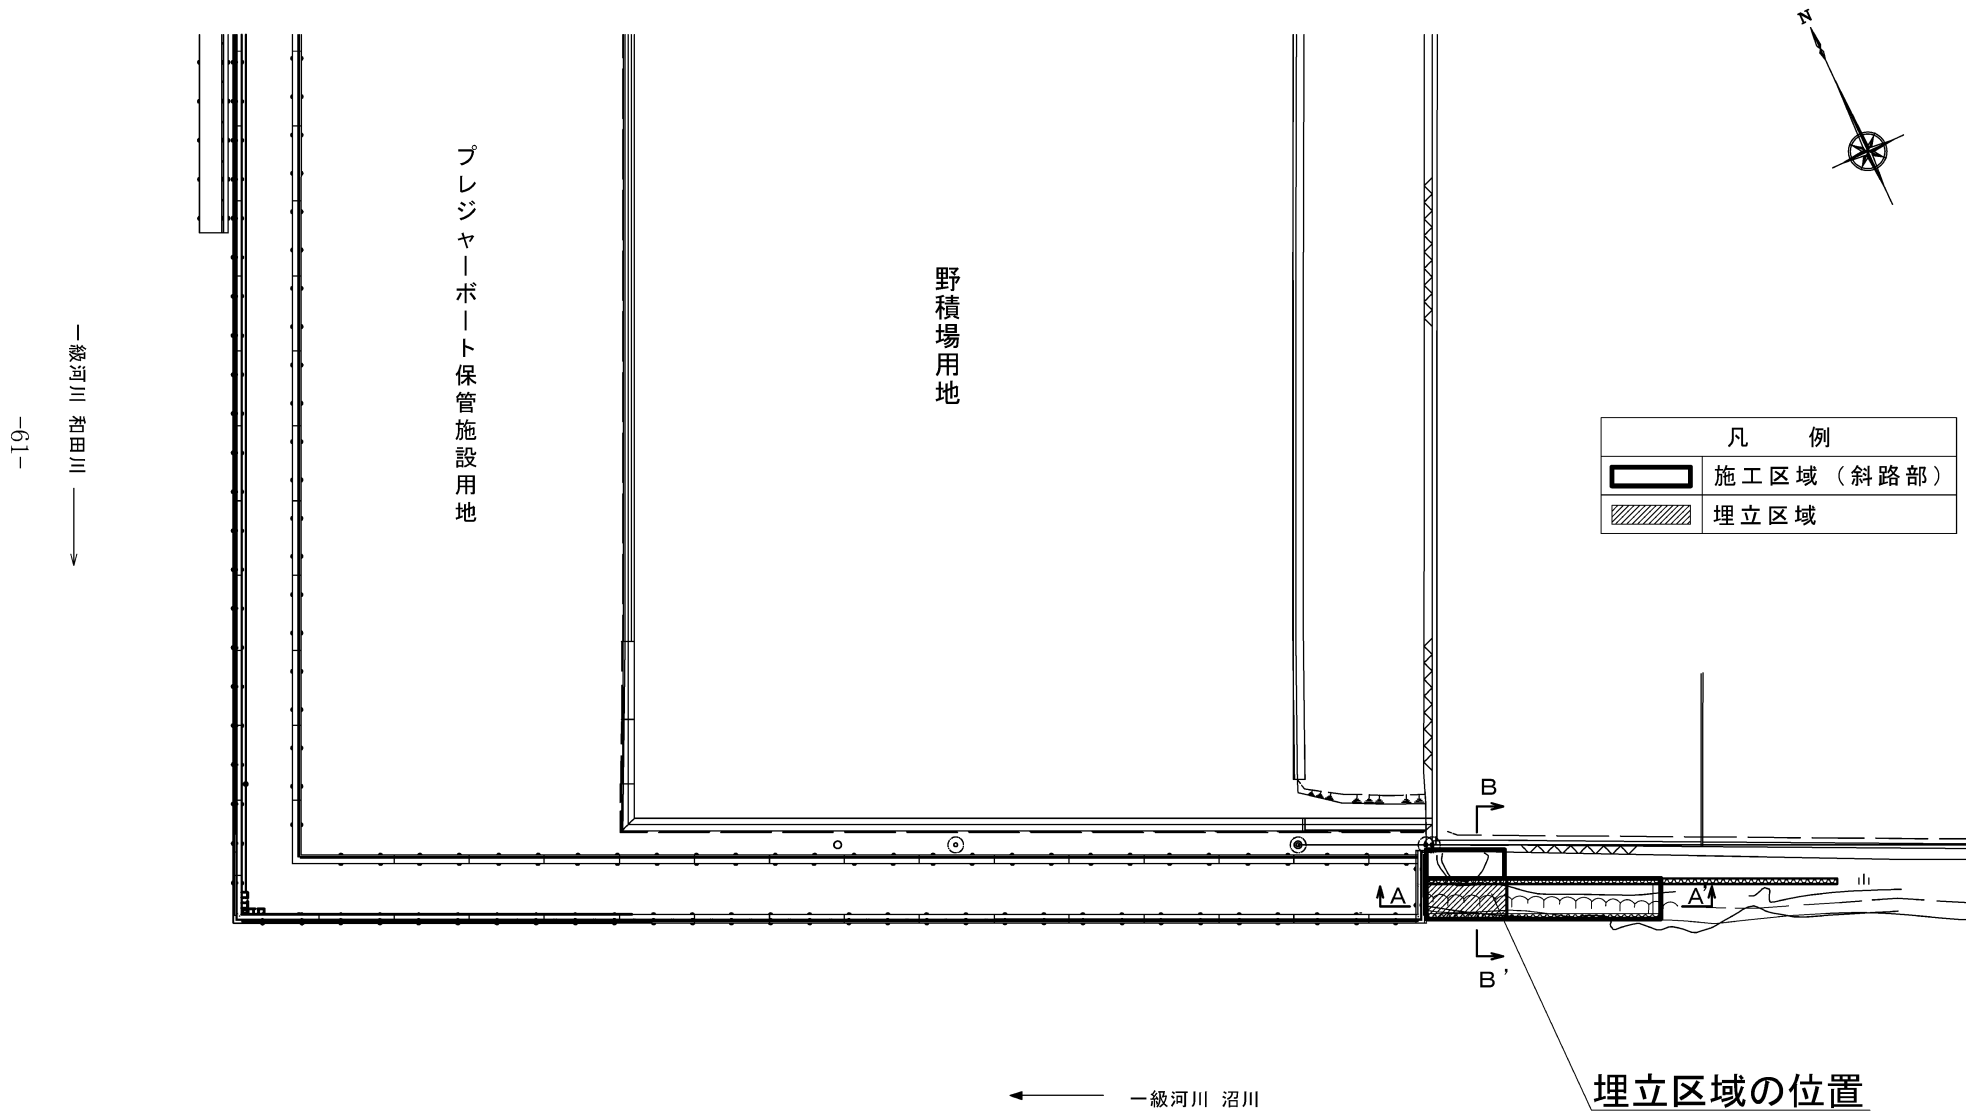 N
プレジャーボート保管施設用地
野積場用地
一級河川 和田川
-61-
凡 例
施工区域（斜路部）
埋立区域
B
A
A'
B'
埋立区域の位置
一級河川 沼川